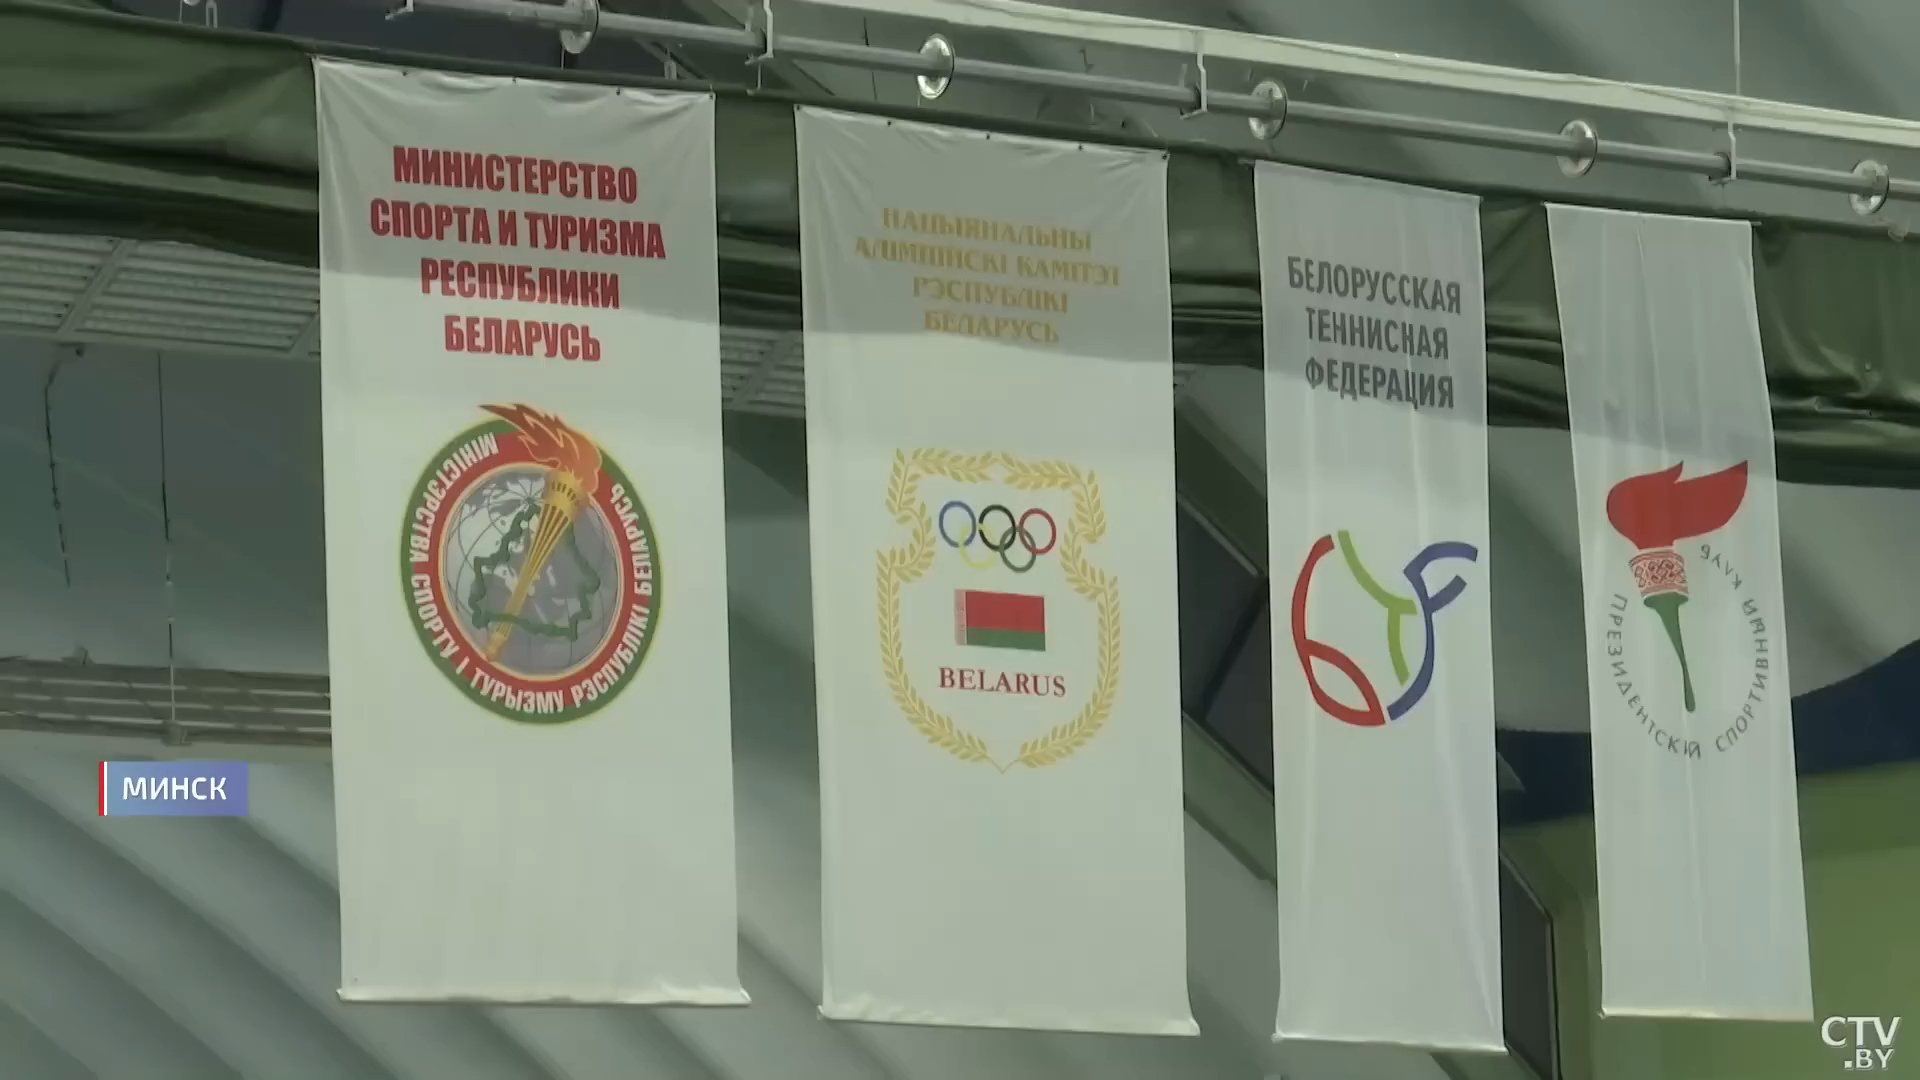 МИНИСТЕРСТВО
СПОРТА И ТУРИЗМА
РЕСПУБЛИКИ
БЕЛАРУСЬ
МІНІСТЭРСТВА СПОРТУ І ТУРЫЗМУ РЭСПУБЛІКІ БЕЛАРУСЬ
НАЦЫЯНАЛЬНЫ
АЛІМПІЙСКІ КАМІТЭТ
РЭСПУБЛІКІ
БЕЛАРУСЬ
BELARUS
БЕЛОРУССКАЯ
ТЕННИСНАЯ
ФЕДЕРАЦИЯ
БТF
ПРЕЗИДЕНТСКИЙ СПОРТИВНЫЙ КЛУБ
МИНСК
CTV
.BY